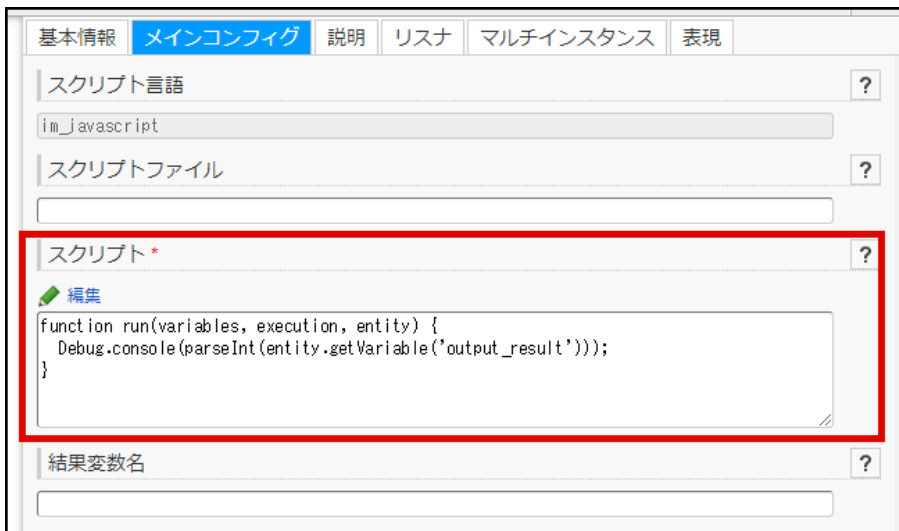 基本情報 メインコンフィグ 説明 リスナ マルチインスタンス 表現
スクリプト言語 ?
im_javascript
スクリプトファイル ?
スクリプト * ?
編集
function run(variables, execution, entity) {
  Debug.console(parseInt(entity.getVariable('output_result')));
}
結果変数名 ?